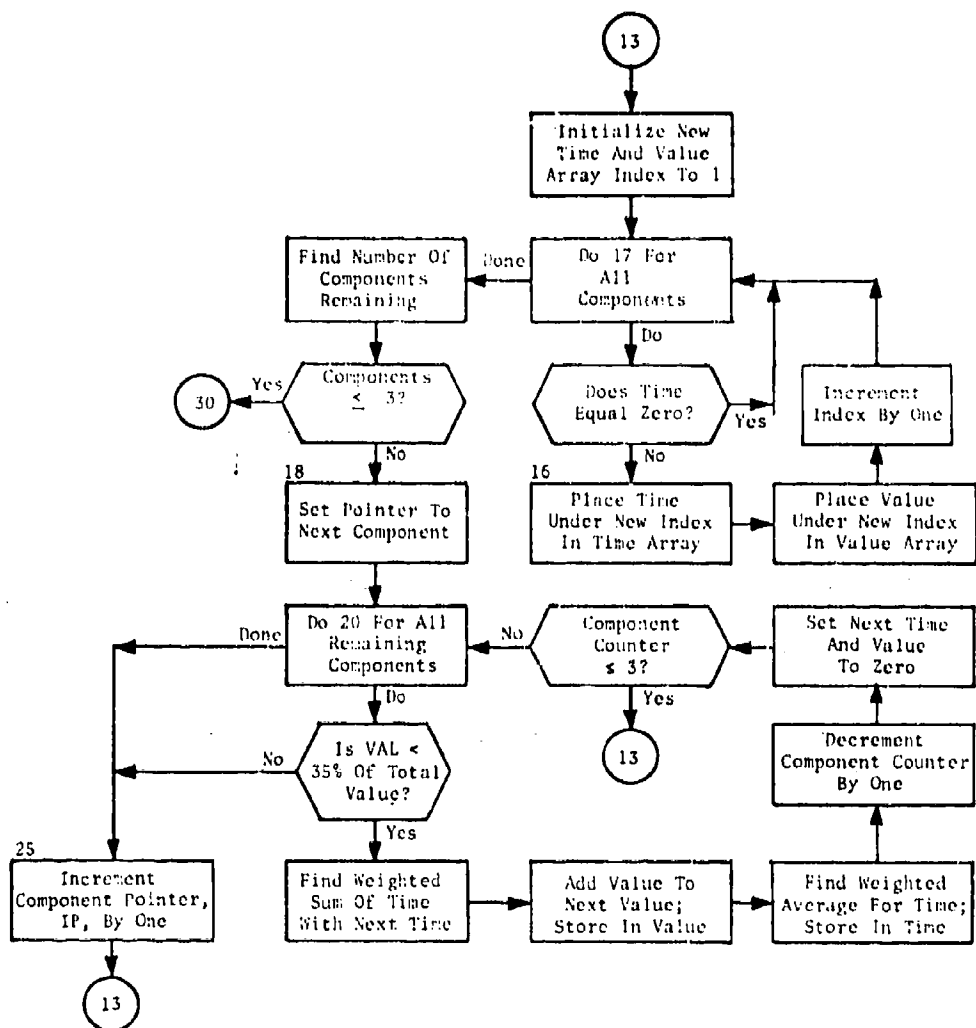 13
Initialize New
Time And Value
Array Index To 1
Find Number Of
Components
Remaining
Done
Do 17 For
All
Components
Do
Components
≤ 3?
Yes
30
No
Does Time
Equal Zero?
Yes
No
Increment
Index By One
18
Set Pointer To
Next Component
16
Place Time
Under New Index
In Time Array
Place Value
Under New Index
In Value Array
Done
Do 20 For All
Remaining
Components
Do
No
Component
Counter
≤ 3?
Yes
13
Set Next Time
And Value
To Zero
No
Is VAL <
35% Of Total
Value?
Yes
Decrement
Component Counter
By One
25
Increment
Component Pointer,
IP, By One
Find Weighted
Sum Of Time
With Next Time
Add Value To
Next Value;
Store In Value
Find Weighted
Average For Time;
Store In Time
13